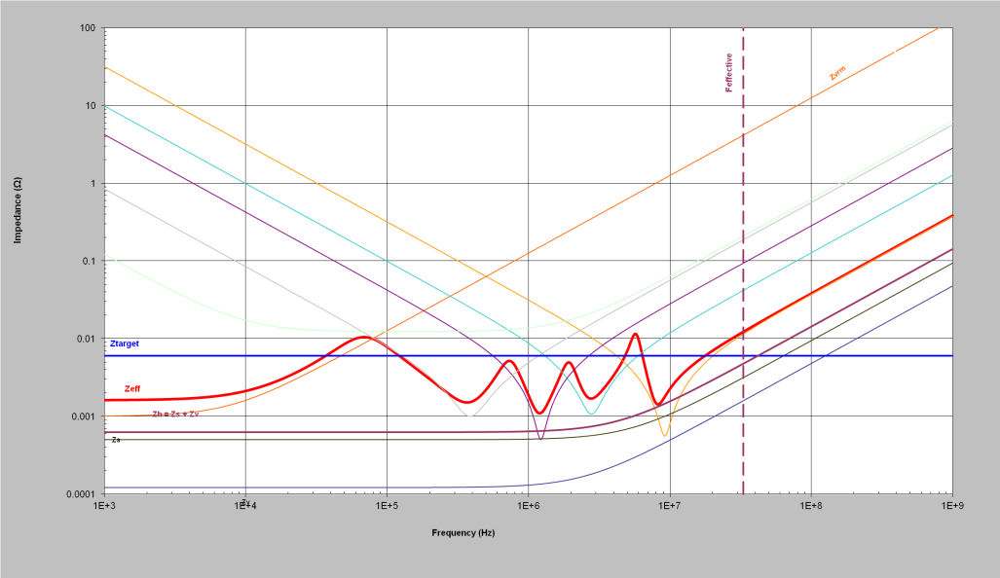 100
10
1
0.1
0.01
0.001
0.0001
Impedance (Ω)
Feffective
Zvrm
Ztarget
Zeff
Zh = Zs + Zv
Zs
Zv
1E+3 1E+4 1E+5 1E+6 1E+7 1E+8 1E+9
Frequency (Hz)